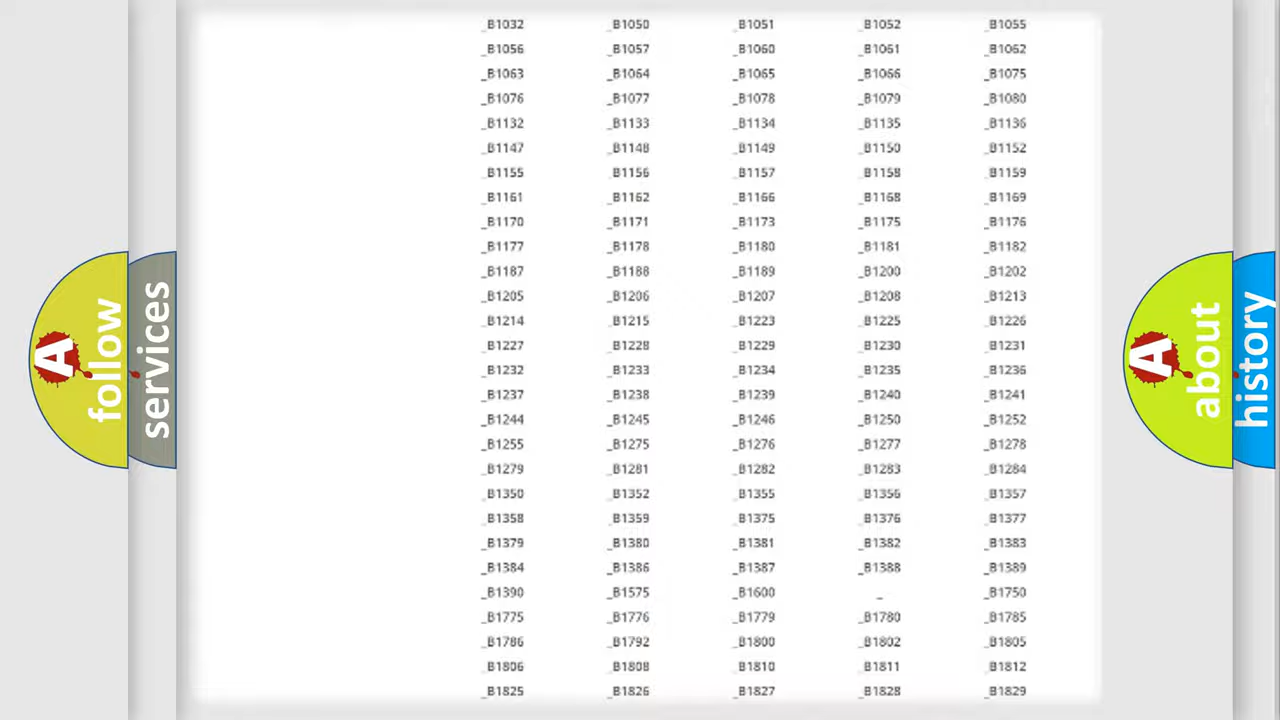 _B1032 _B1050 _B1051 _B1052 _B1055
_B1056 _B1057 _B1060 _B1061 _B1062
_B1063 _B1064 _B1065 _B1066 _B1075
_B1076 _B1077 _B1078 _B1079 _B1080
_B1132 _B1133 _B1134 _B1135 _B1136
_B1147 _B1148 _B1149 _B1150 _B1152
_B1155 _B1156 _B1157 _B1158 _B1159
_B1161 _B1162 _B1166 _B1168 _B1169
_B1170 _B1171 _B1173 _B1175 _B1176
_B1177 _B1178 _B1180 _B1181 _B1182
_B1187 _B1188 _B1189 _B1200 _B1202
_B1205 _B1206 _B1207 _B1208 _B1213
_B1214 _B1215 _B1223 _B1225 _B1226
_B1227 _B1228 _B1229 _B1230 _B1231
_B1232 _B1233 _B1234 _B1235 _B1236
_B1237 _B1238 _B1239 _B1240 _B1241
_B1244 _B1245 _B1246 _B1250 _B1252
_B1255 _B1275 _B1276 _B1277 _B1278
_B1279 _B1281 _B1282 _B1283 _B1284
_B1350 _B1352 _B1355 _B1356 _B1357
_B1358 _B1359 _B1375 _B1376 _B1377
_B1379 _B1380 _B1381 _B1382 _B1383
_B1384 _B1386 _B1387 _B1388 _B1389
_B1390 _B1575 _B1600 _ _B1750
_B1775 _B1776 _B1779 _B1780 _B1785
_B1786 _B1792 _B1800 _B1802 _B1805
_B1806 _B1808 _B1810 _B1811 _B1812
_B1825 _B1826 _B1827 _B1828 _B1829
A
follow
services
A
about
history